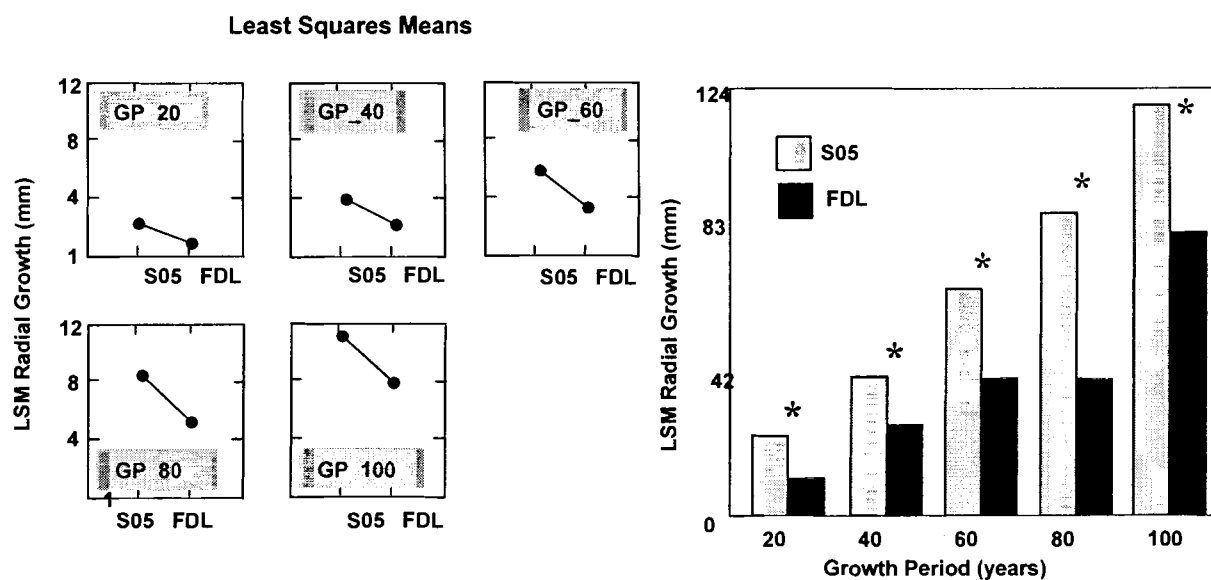 Least Squares Means
LSM Radial Growth (mm)
12
8
4
1
GP 20
S05 FDL
GP_40
S05 FDL
GP_60
S05 FDL
12
8
4
1
GP 80
S05 FDL
GP 100
S05 FDL
LSM Radial Growth (mm)
124
83
42
0
S05
FDL
*
*
*
*
*
20 40 60 80 100
Growth Period (years)